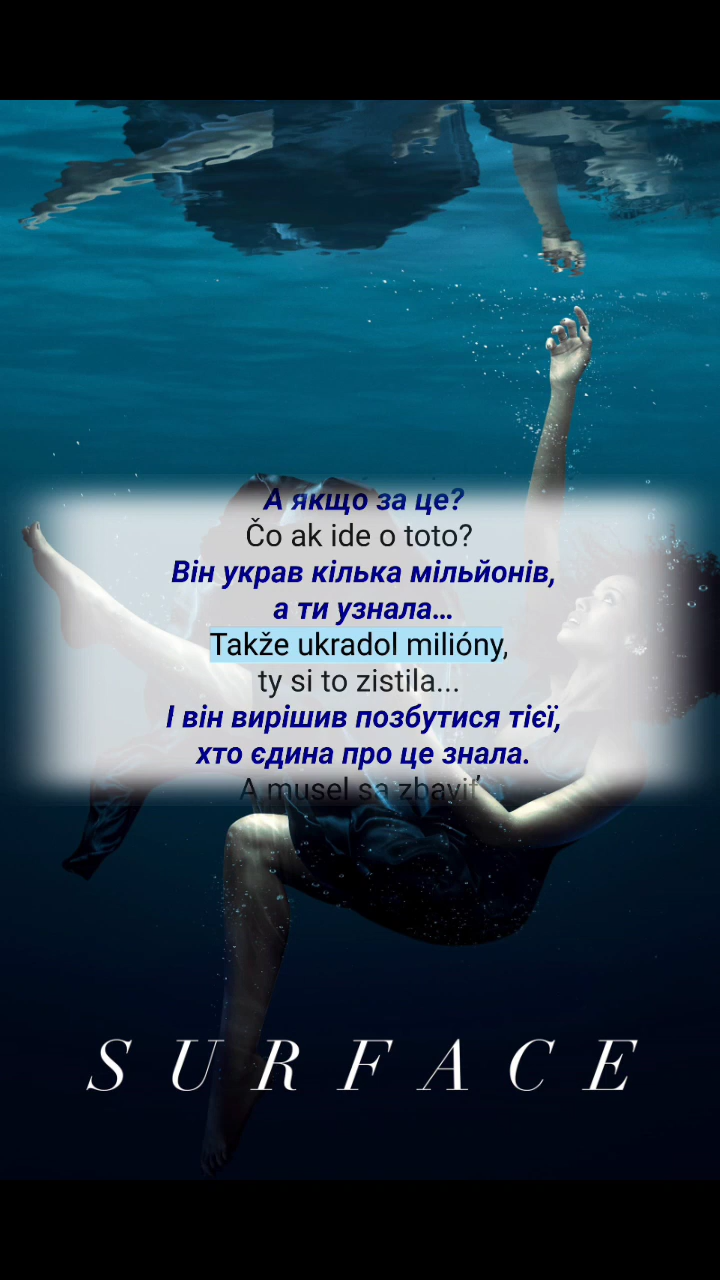 А якщо за це?
Čo ak ide o toto?
Він украв кілька мільйонів,
а ти узнала...
Takže ukradol milióny,
ty si to zistila...
І він вирішив позбутися тієї,
хто єдина про це знала.
A musel sa zbaviť
SURFACE